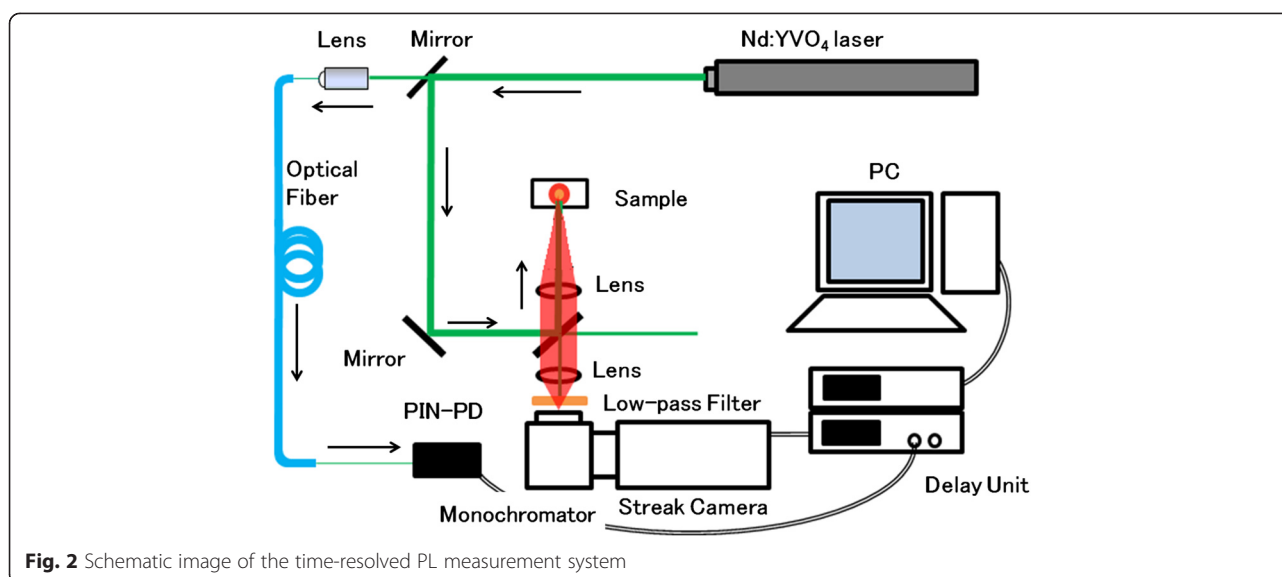 Lens
Mirror
Nd:YVO₄ laser
Optical
Fiber
Sample
PC
Lens
Mirror
Lens
Low-pass Filter
PIN-PD
Delay Unit
Streak Camera
Monochromator
Fig. 2 Schematic image of the time-resolved PL measurement system